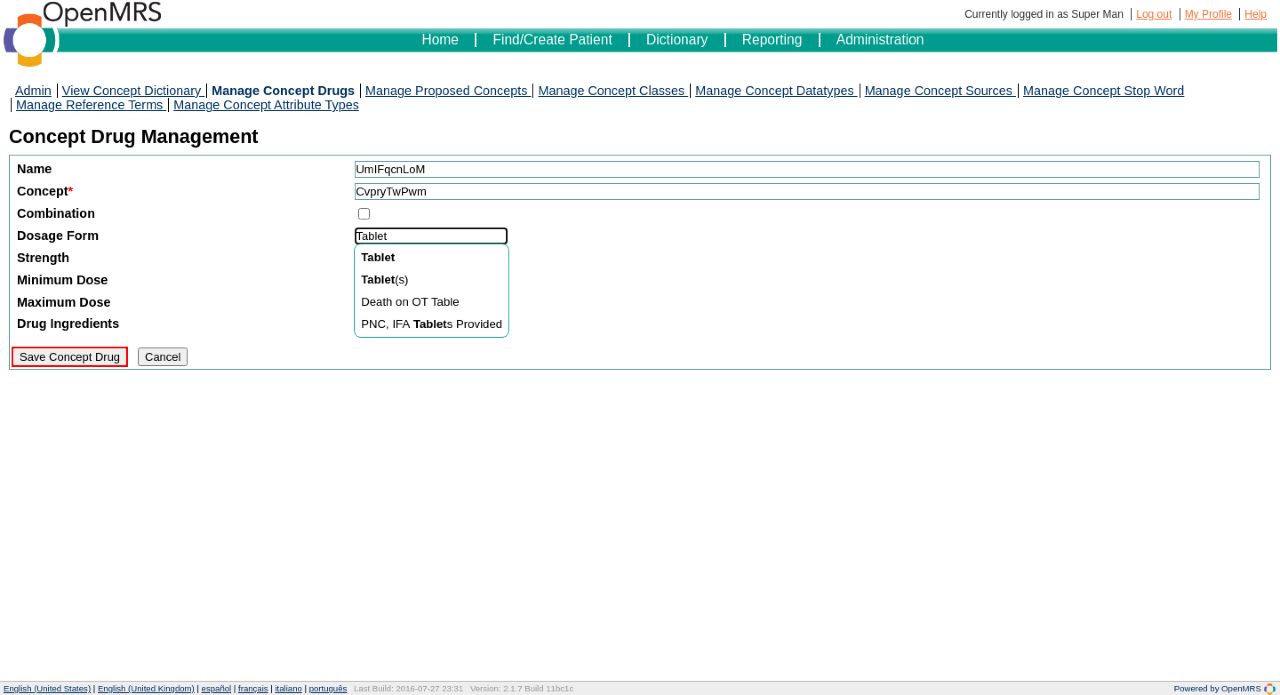 OpenMRS
Currently logged in as Super Man | Log out | My Profile | Help
Home | Find/Create Patient | Dictionary | Reporting | Administration
Admin | View Concept Dictionary | Manage Concept Drugs | Manage Proposed Concepts | Manage Concept Classes | Manage Concept Datatypes | Manage Concept Sources | Manage Concept Stop Word
| Manage Reference Terms | Manage Concept Attribute Types
Concept Drug Management
Name UmIFqcnLoM
Concept* CvpryTwPwm
Combination
Dosage Form Tablet
Strength Tablet
Minimum Dose Tablet(s)
Maximum Dose Death on OT Table
Drug Ingredients PNC, IFA Tablets Provided
Save Concept Drug Cancel
English (United States) | English (United Kingdom) | español | français | italiano | português Last Build: 2016-07-27 23:31 Version: 2.1.7 Build 11bc1c Powered by OpenMRS